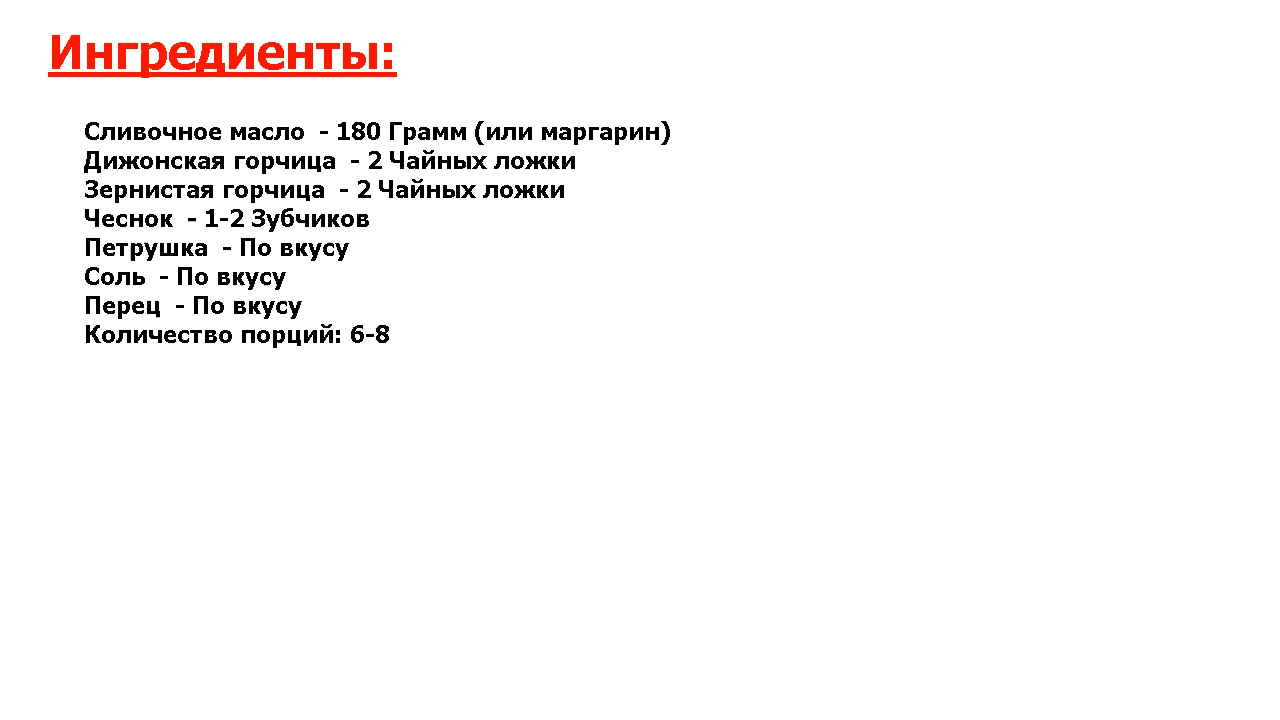 Ингредиенты:
Сливочное масло  - 180 Грамм (или маргарин)
Дижонская горчица  - 2 Чайных ложки
Зернистая горчица  - 2 Чайных ложки
Чеснок  - 1-2 Зубчиков
Петрушка  - По вкусу
Соль  - По вкусу
Перец  - По вкусу
Количество порций: 6-8